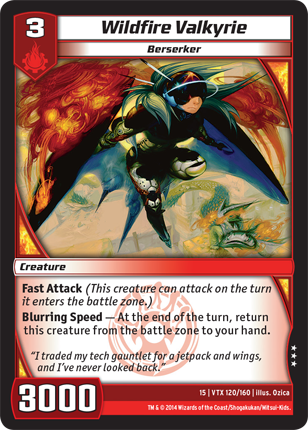 3
Wildfire Valkyrie
Berserker
Creature
Fast Attack (This creature can attack on the turn
it enters the battle zone.)
Blurring Speed — At the end of the turn, return
this creature from the battle zone to your hand.
"I traded my tech gauntlet for a jetpack and wings,
and I've never looked back."
3000
15 | VTX 120/160 | illus. Ozica
TM & © 2014 Wizards of the Coast/Shogakukan/Mitsui-Kids.